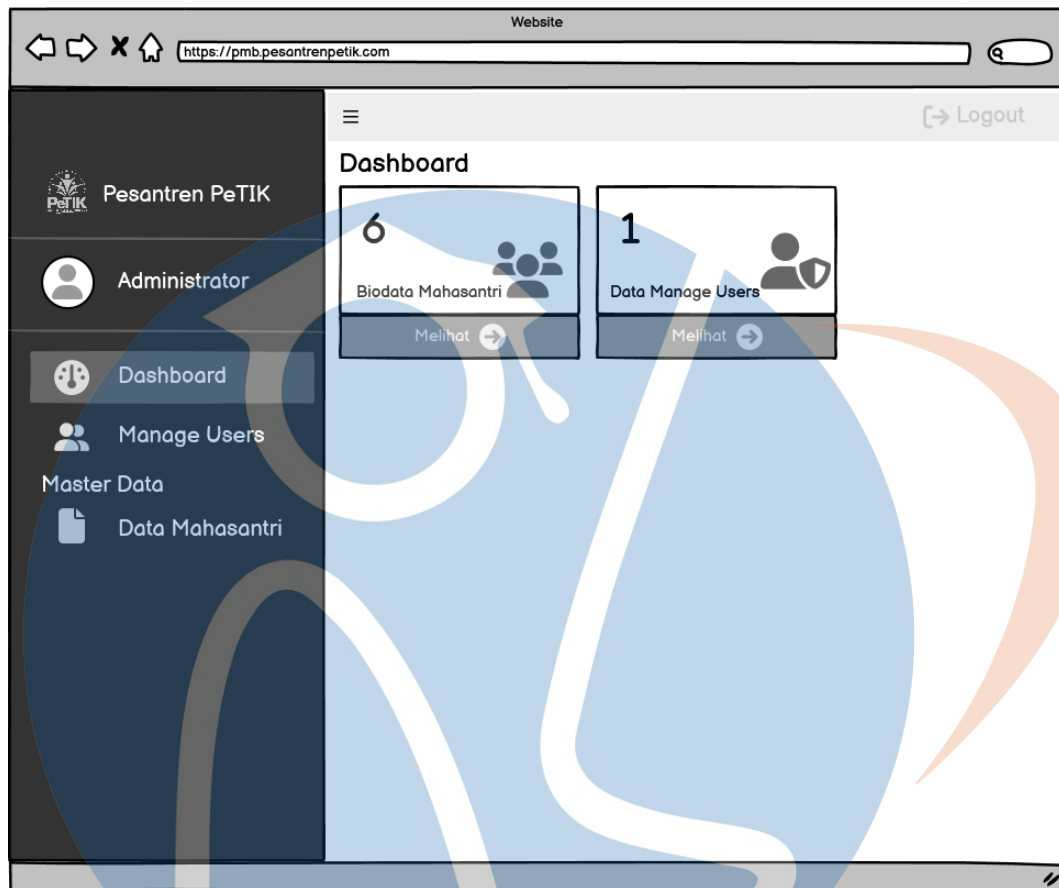 Website
https://pmb.pesantrenpetik.com
Logout
PeTIK
Pesantren PeTIK
Administrator
Dashboard
Manage Users
Master Data
Data Mahasantri
Dashboard
6
Biodata Mahasantri
Melihat
1
Data Manage Users
Melihat